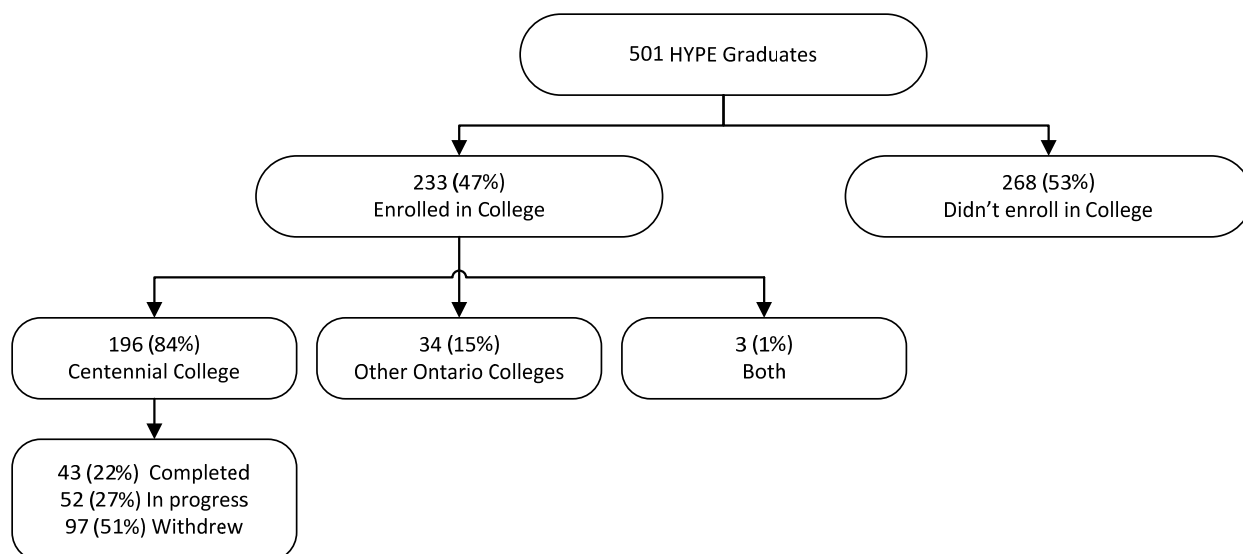 501 HYPE Graduates
233 (47%)
Enrolled in College
268 (53%)
Didn’t enroll in College
196 (84%)
Centennial College
34 (15%)
Other Ontario Colleges
3 (1%)
Both
43 (22%) Completed
52 (27%) In progress
97 (51%) Withdrew